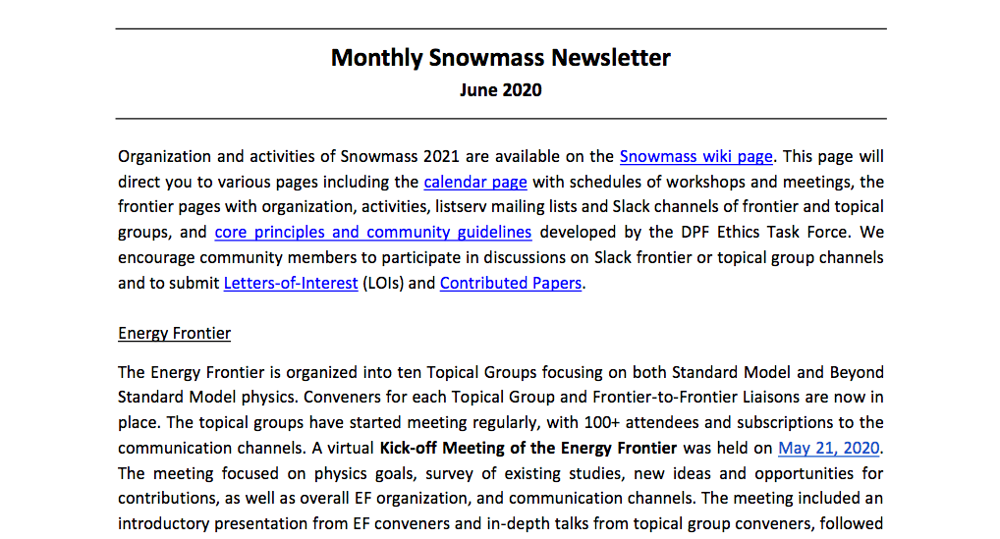 Monthly Snowmass Newsletter
June 2020
Organization and activities of Snowmass 2021 are available on the Snowmass wiki page. This page will
direct you to various pages including the calendar page with schedules of workshops and meetings, the
frontier pages with organization, activities, listserv mailing lists and Slack channels of frontier and topical
groups, and core principles and community guidelines developed by the DPF Ethics Task Force. We
encourage community members to participate in discussions on Slack frontier or topical group channels
and to submit Letters-of-Interest (LOIs) and Contributed Papers.
Energy Frontier
The Energy Frontier is organized into ten Topical Groups focusing on both Standard Model and Beyond
Standard Model physics. Conveners for each Topical Group and Frontier-to-Frontier Liaisons are now in
place. The topical groups have started meeting regularly, with 100+ attendees and subscriptions to the
communication channels. A virtual Kick-off Meeting of the Energy Frontier was held on May 21, 2020.
The meeting focused on physics goals, survey of existing studies, new ideas and opportunities for
contributions, as well as overall EF organization, and communication channels. The meeting included an
introductory presentation from EF conveners and in-depth talks from topical group conveners, followed